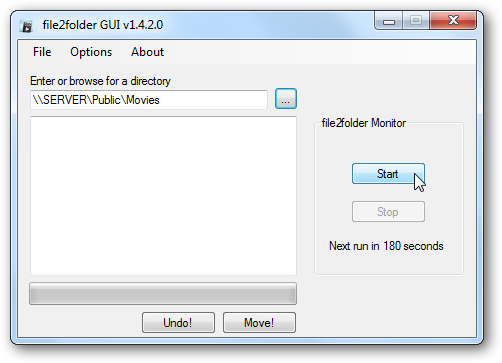 file2folder GUI v1.4.2.0
File Options About
Enter or browse for a directory
\\SERVER\Public\Movies
...
file2folder Monitor
Start
Stop
Next run in 180 seconds
Undo! Move!